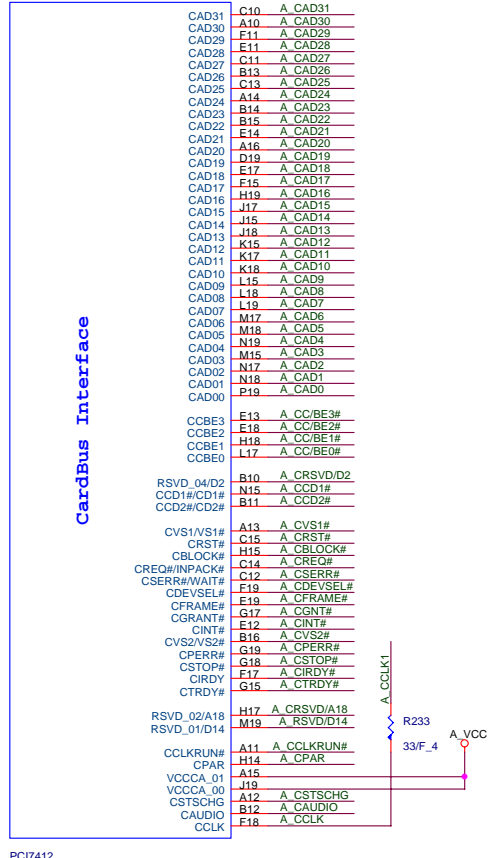 CardBus Interface
CAD31 C10 A_CAD31
CAD30 A10 A_CAD30
CAD29 F11 A_CAD29
CAD28 E11 A_CAD28
CAD27 C11 A_CAD27
CAD26 B13 A_CAD26
CAD25 C13 A_CAD25
CAD24 A14 A_CAD24
CAD23 B14 A_CAD23
CAD22 B15 A_CAD22
CAD21 E14 A_CAD21
CAD20 A16 A_CAD20
CAD19 D19 A_CAD19
CAD18 E17 A_CAD18
CAD17 F15 A_CAD17
CAD16 H19 A_CAD16
CAD15 J17 A_CAD15
CAD14 J15 A_CAD14
CAD13 J18 A_CAD13
CAD12 K15 A_CAD12
CAD11 K17 A_CAD11
CAD10 K18 A_CAD10
CAD09 L15 A_CAD9
CAD08 L18 A_CAD8
CAD07 L19 A_CAD7
CAD06 M17 A_CAD6
CAD05 M18 A_CAD5
CAD04 N19 A_CAD4
CAD03 M15 A_CAD3
CAD02 N17 A_CAD2
CAD01 N18 A_CAD1
CAD00 P19 A_CAD0
CCBE3 E13 A_CC/BE3#
CCBE2 E18 A_CC/BE2#
CCBE1 H18 A_CC/BE1#
CCBE0 L17 A_CC/BE0#
RSVD_04/D2 B10 A_CRSVD/D2
CCD1#/CD1# N15 A_CCD1#
CCD2#/CD2# B11 A_CCD2#
CVS1/VS1# A13 A_CVS1#
CRST# C15 A_CRST#
CBLOCK# H15 A_CBLOCK#
CREQ#/INPACK# C14 A_CREQ#
CSERR#/WAIT# C12 A_CSERR#
CDEVSEL# F19 A_CDEVSEL#
CFRAME# E19 A_CFRAME#
CGRANT# G17 A_CGNT#
CINT# E12 A_CINT#
CVS2/VS2# B16 A_CVS2#
CPERR# G19 A_CPERR#
CSTOP# G18 A_CSTOP#
CIRDY F17 A_CIRDY#
CTRDY# G15 A_CTRDY#
RSVD_02/A18 H17 A_CRSVD/A18
RSVD_01/D14 M19 A_RSVD/D14
CCLKRUN# A11 A_CCLKRUN#
CPAR H14 A_CPAR
VCCCA_01 A15
VCCCA_00 J19
CSTSCHG A12 A_CSTSCHG
CAUDIO B12 A_CAUDIO
CCLK F18 A_CCLK
A_CCLK1
R233
33/F_4
A_VCC
PCI7412